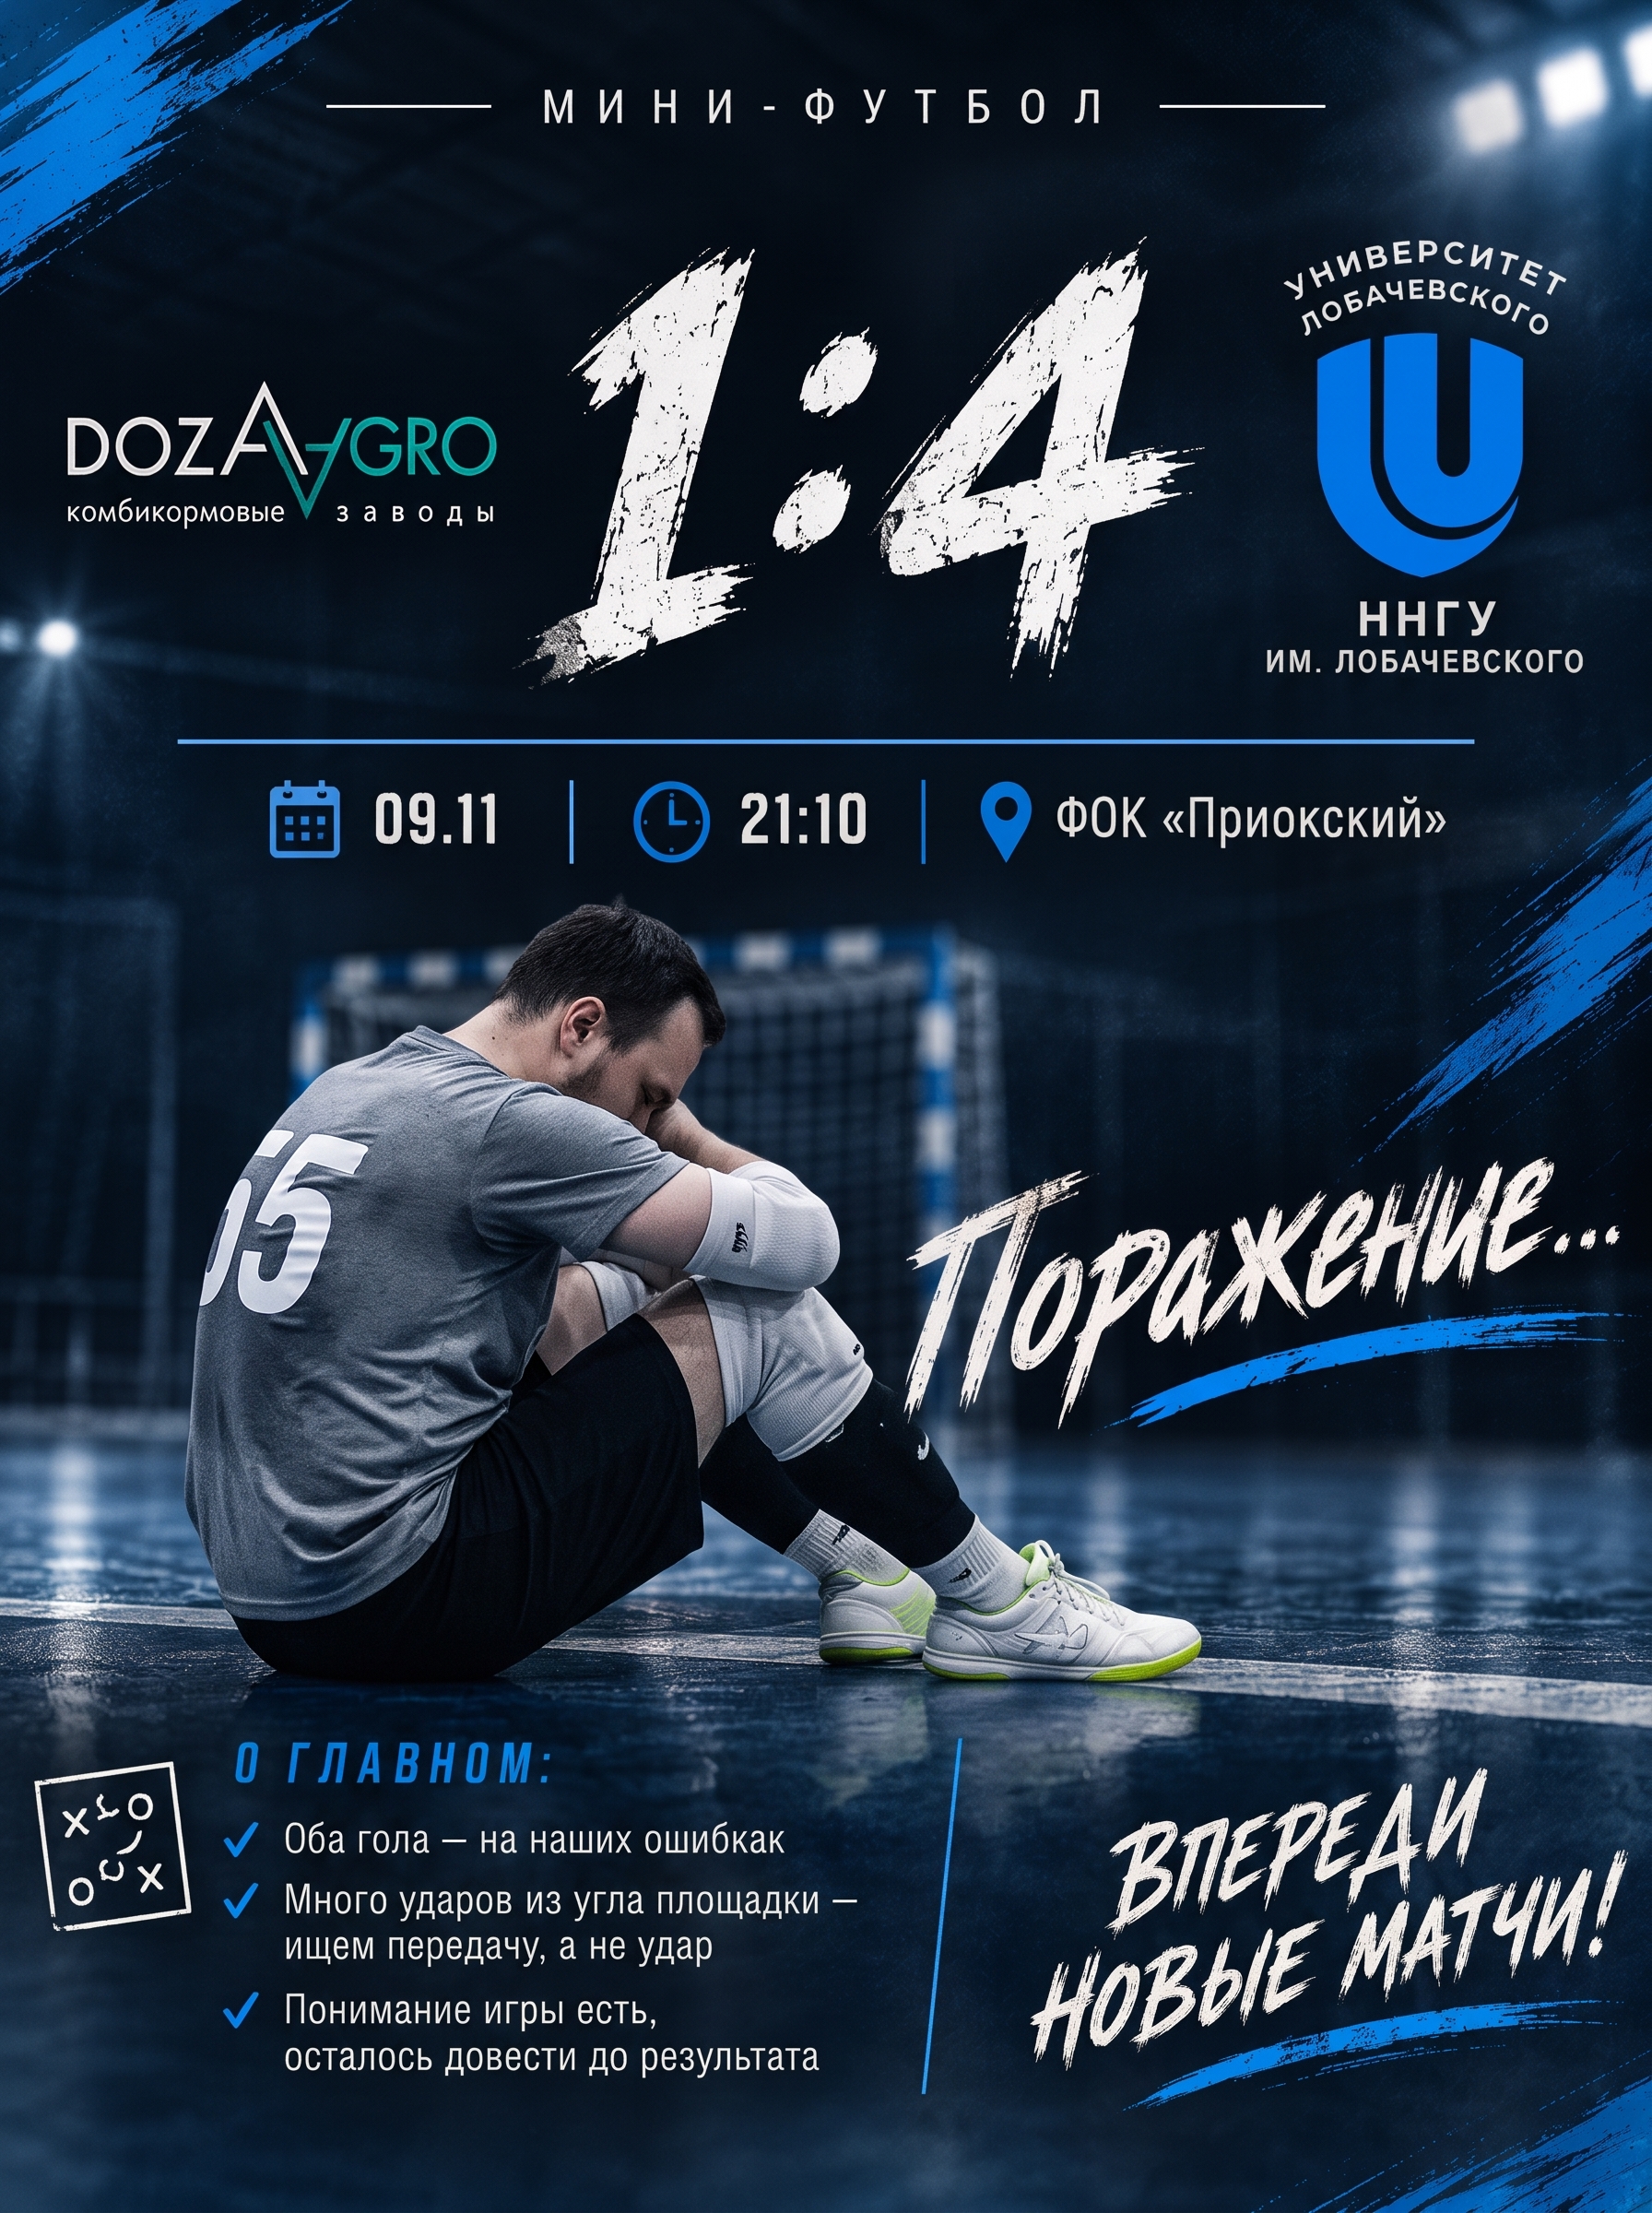 МИНИ-ФУТБОЛ
1:4
DOZAAGRO
комбикормовые заводы
УНИВЕРСИТЕТ
ЛОБАЧЕВСКОГО
ННГУ
ИМ. ЛОБАЧЕВСКОГО
09.11
21:10
ФОК «Приокский»
55
Поражение...
О ГЛАВНОМ:
Оба гола – на наших ошибкак
Много ударов из угла площадки –
ищем передачу, а не удар
Понимание игры есть,
осталось довести до результата
ВПЕРЕДИ
НОВЫЕ МАТЧИ!